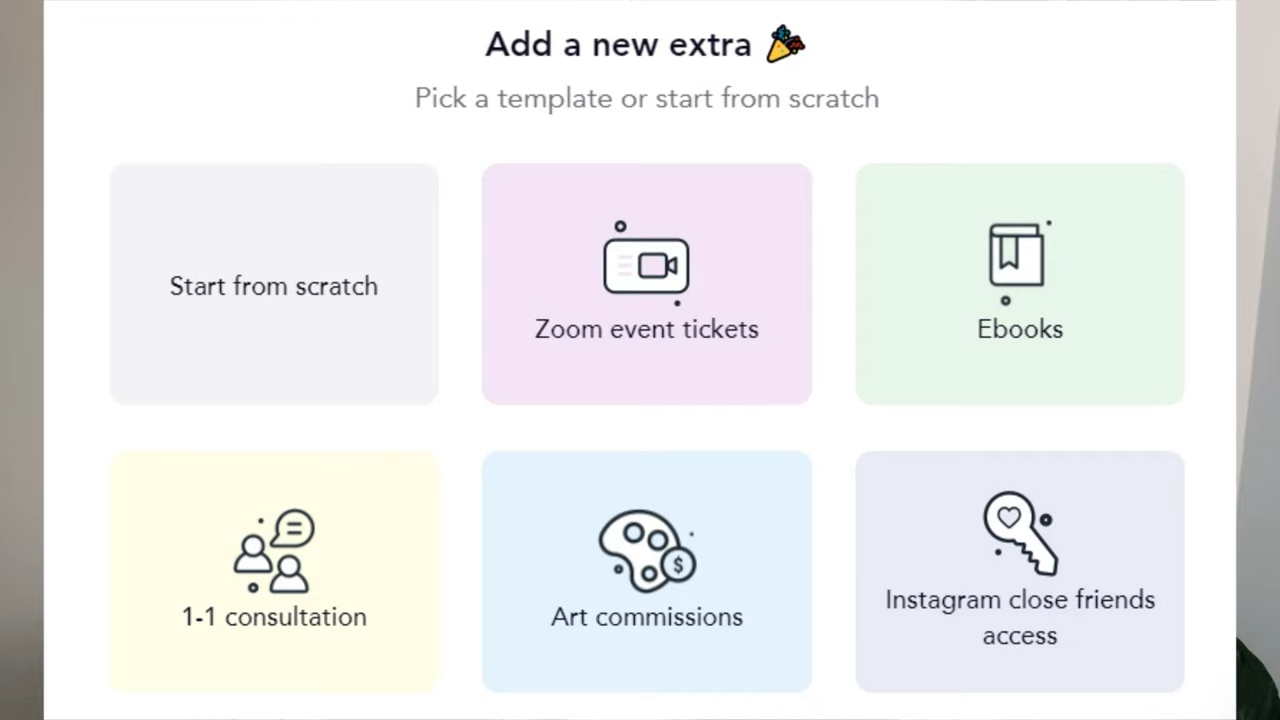 Add a new extra
Pick a template or start from scratch
Start from scratch
Zoom event tickets
Ebooks
1-1 consultation
Art commissions
$
Instagram close friends
access